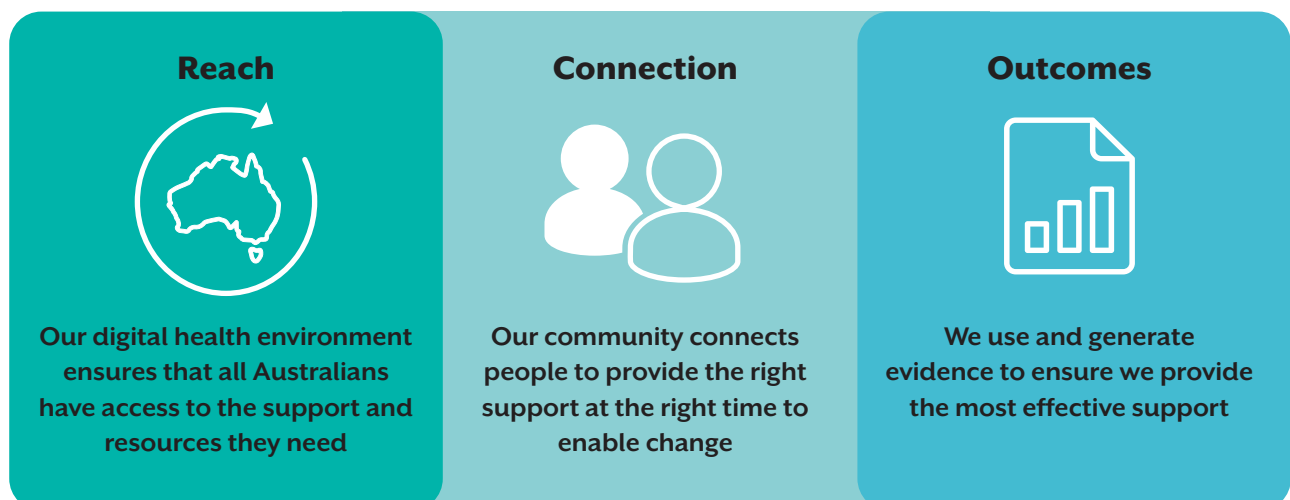 Reach
Our digital health environment
ensures that all Australians
have access to the support and
resources they need
Connection
Our community connects
people to provide the right
support at the right time to
enable change
Outcomes
We use and generate
evidence to ensure we provide
the most effective support